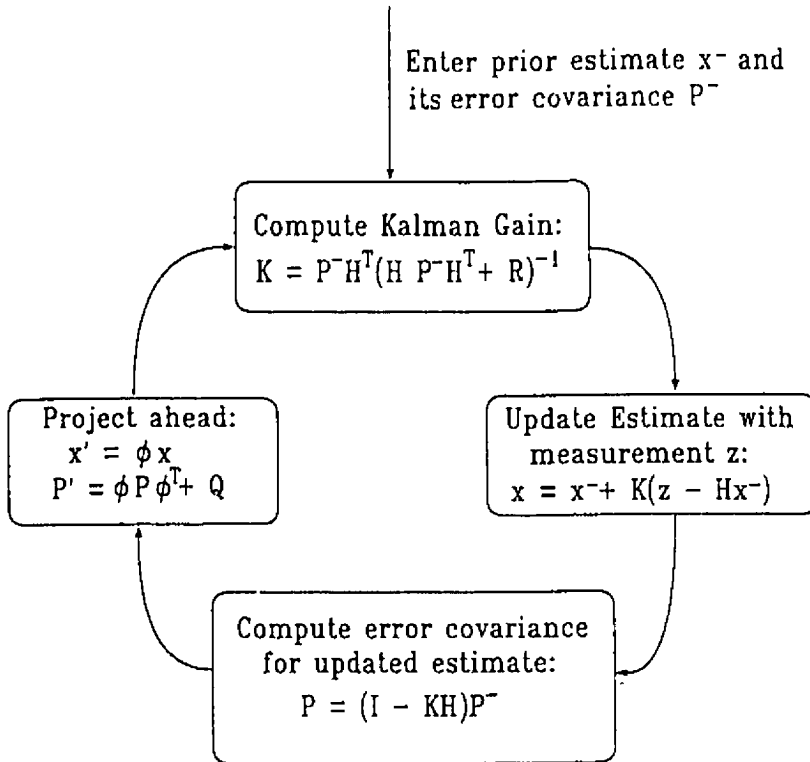 Enter prior estimate x⁻ and
its error covariance P⁻
Compute Kalman Gain:
K = P⁻Hᵀ(H P⁻Hᵀ+ R)⁻¹
Update Estimate with
measurement z:
x = x⁻+ K(z − Hx⁻)
Compute error covariance
for updated estimate:
P = (I − KH)P⁻
Project ahead:
x' = ϕ x
P' = ϕ P ϕᵀ+ Q